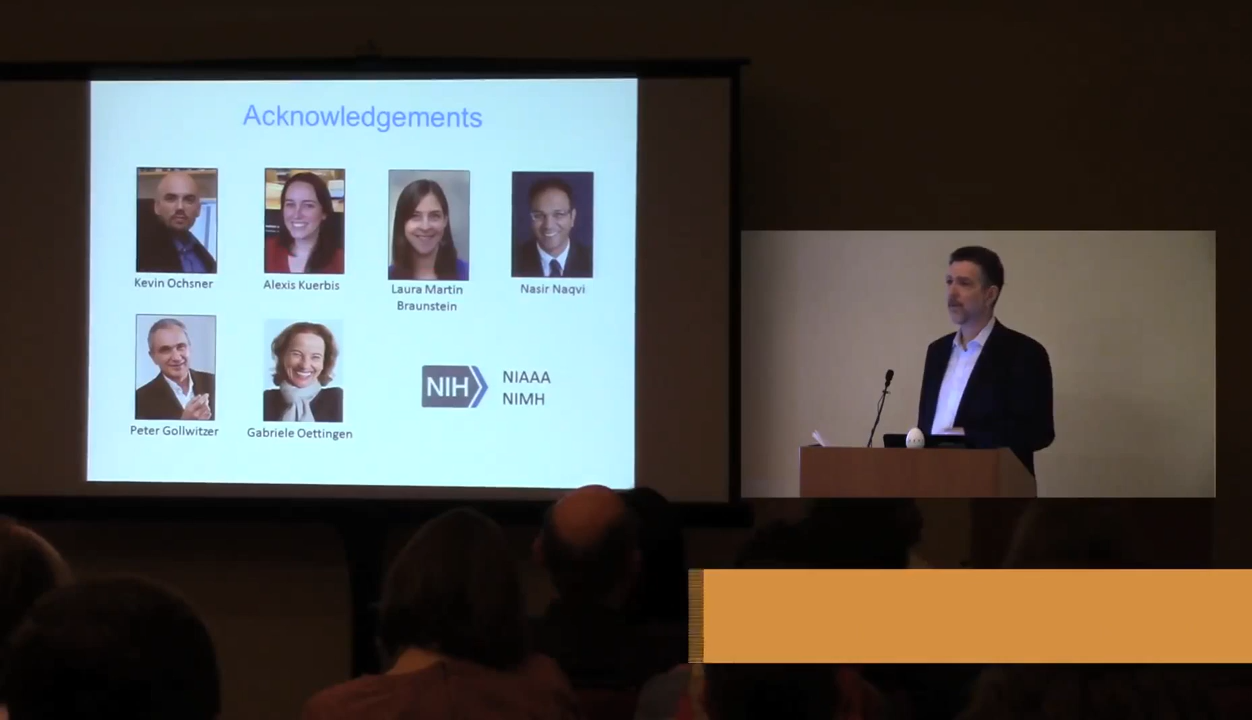 Acknowledgements
Kevin Ochsner
Alexis Kuerbis
Laura Martin
Braunstein
Nasir Naqvi
Peter Gollwitzer
Gabriele Oettingen
NIH
NIAAA
NIMH